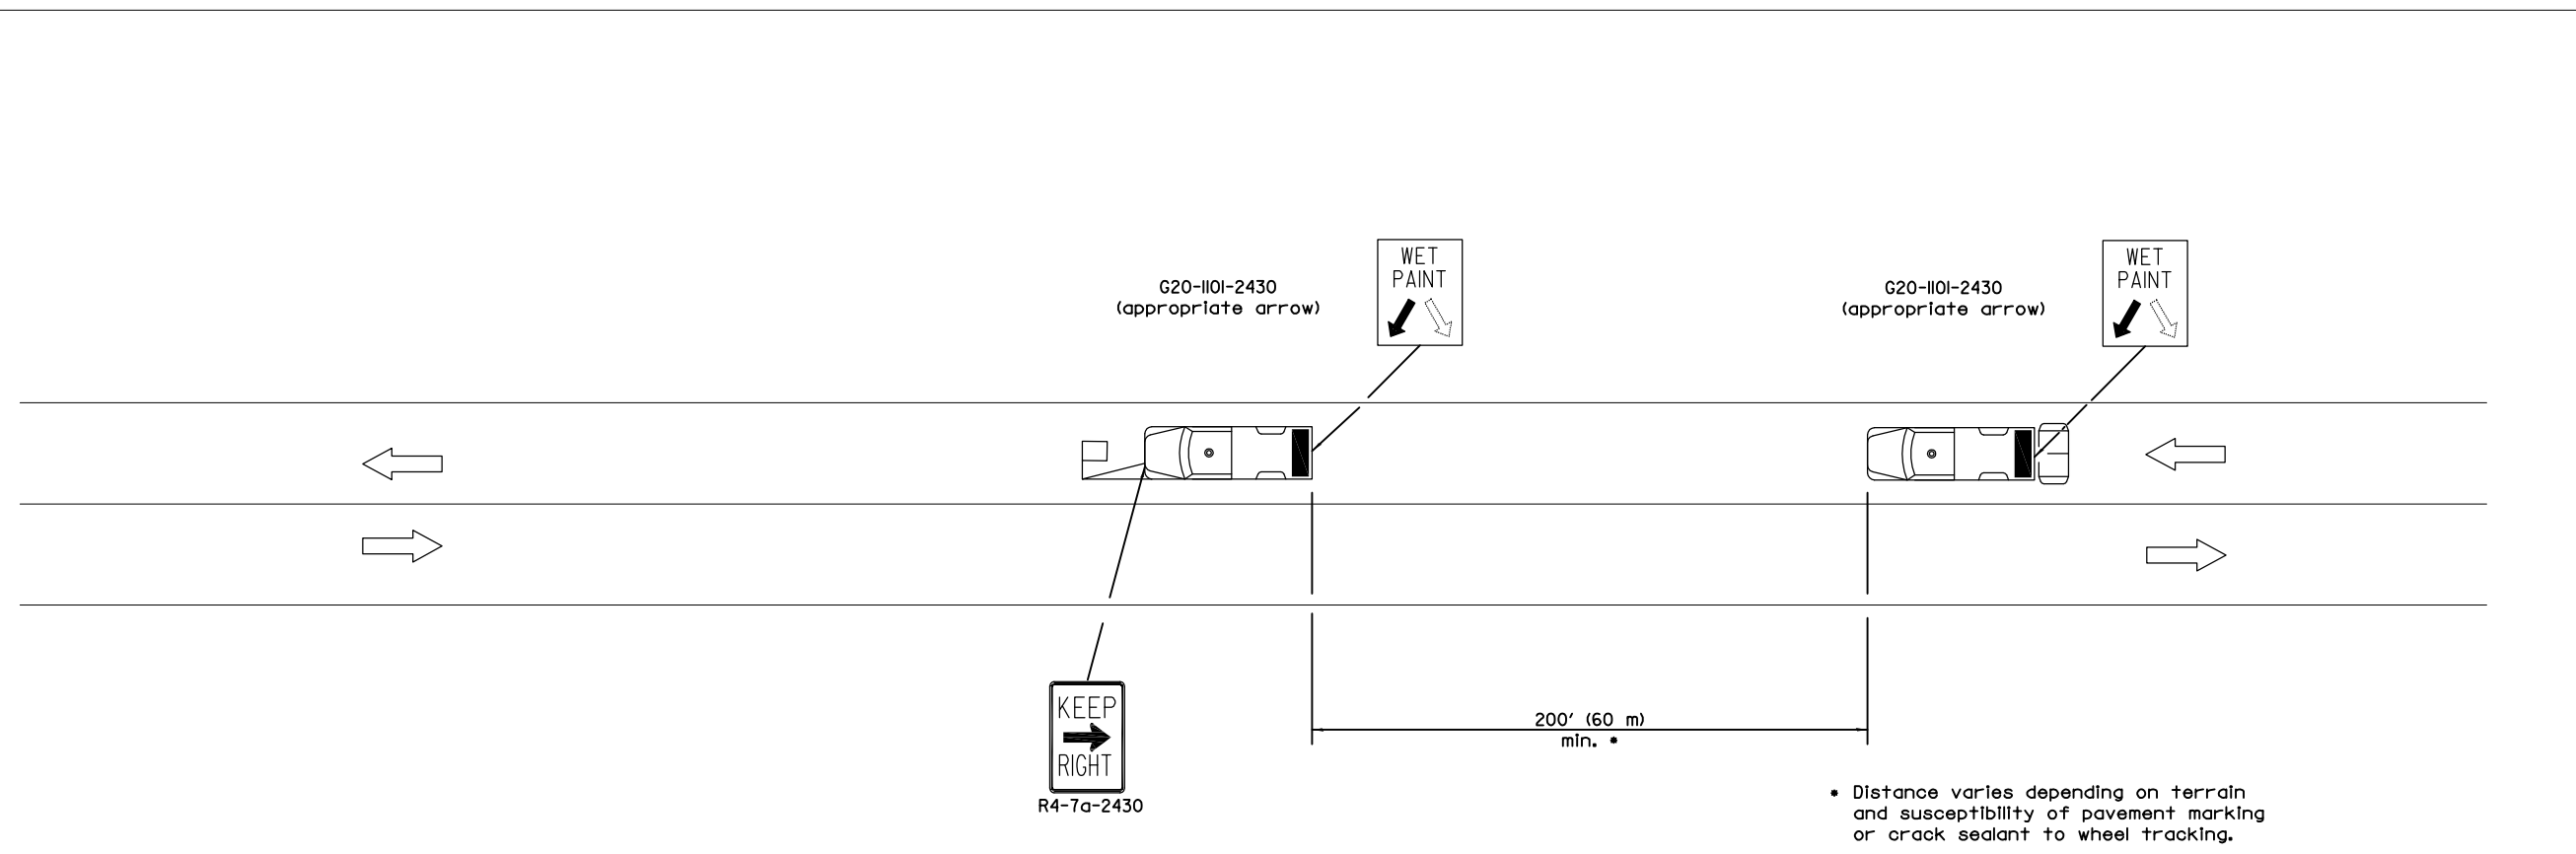 WET
PAINT
G20-1101-2430
(appropriate arrow)
WET
PAINT
G20-1101-2430
(appropriate arrow)
KEEP
RIGHT
R4-7a-2430
200' (60 m)
min. *
* Distance varies depending on terrain
and susceptibility of pavement marking
or crack sealant to wheel tracking.